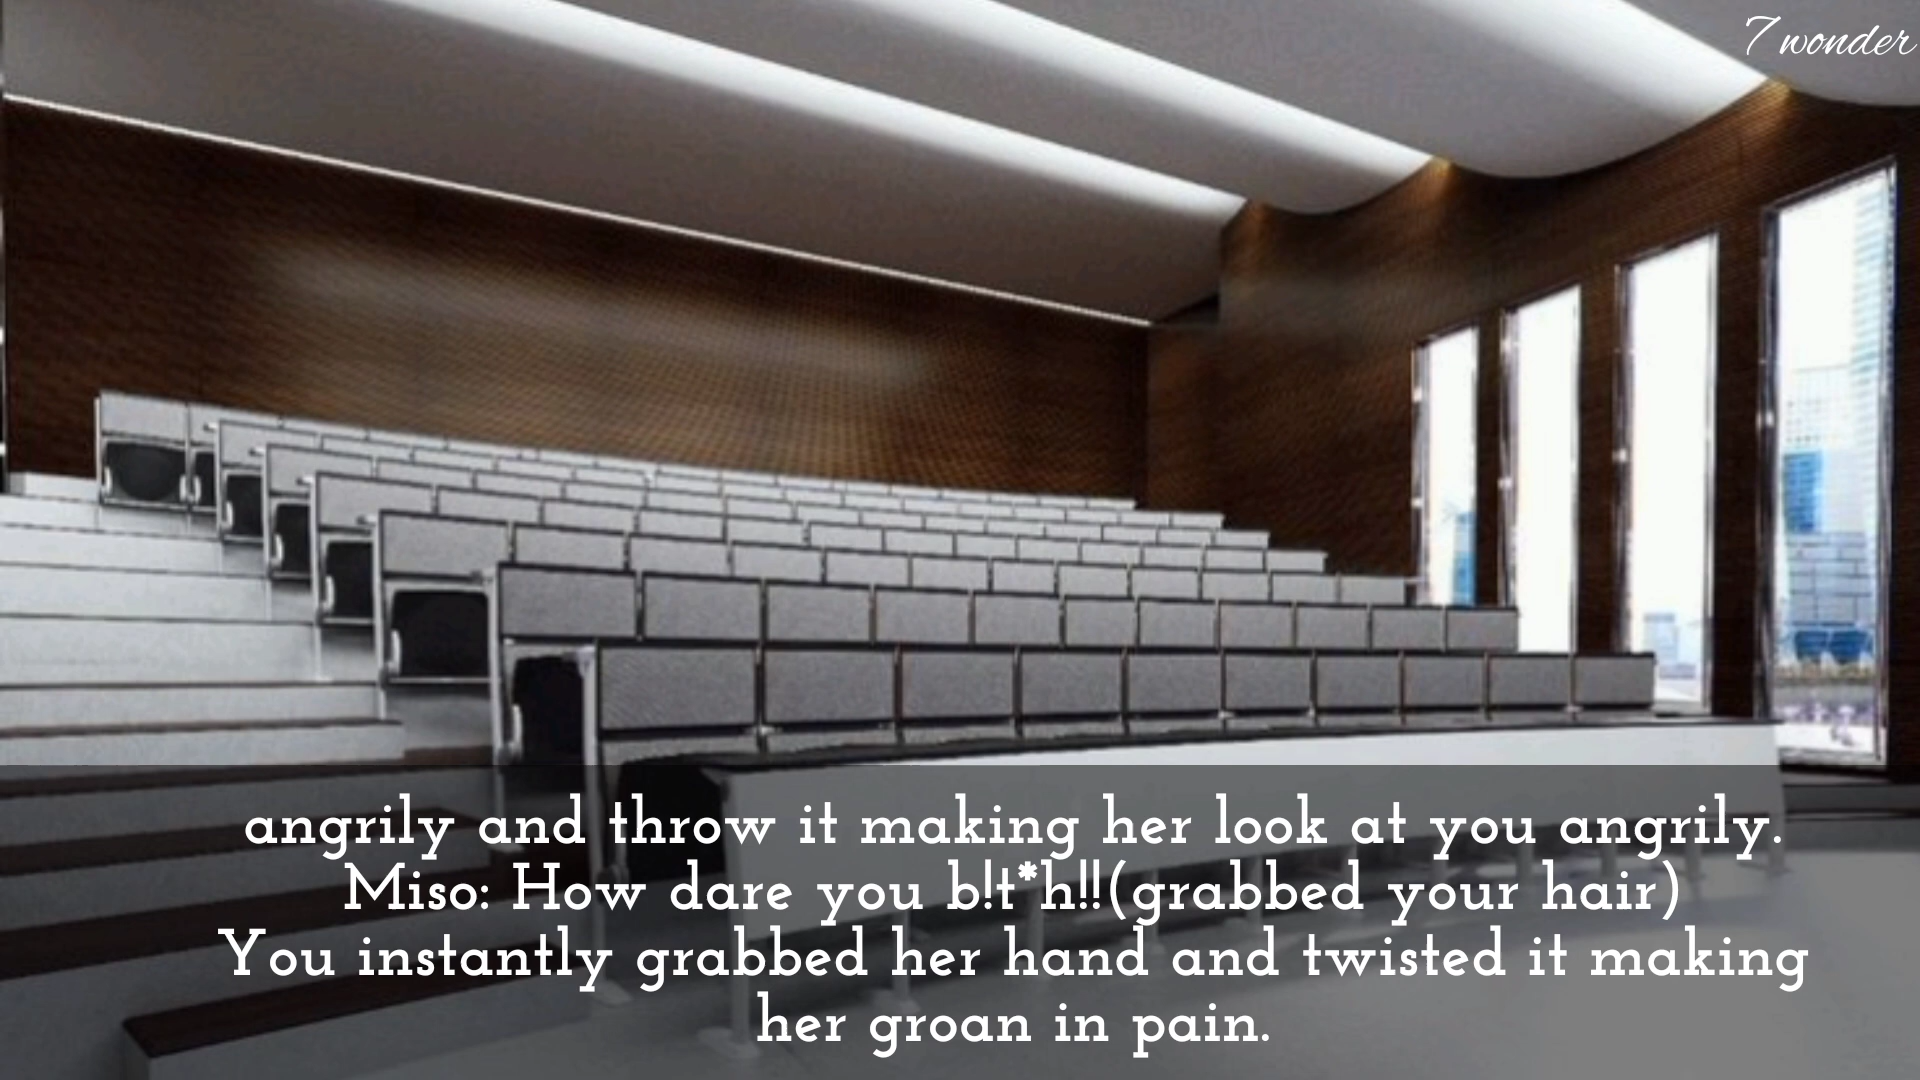 7 wonder
angrily and throw it making her look at you angrily.
Miso: How dare you b!t*h!!(grabbed your hair)
You instantly grabbed her hand and twisted it making
her groan in pain.